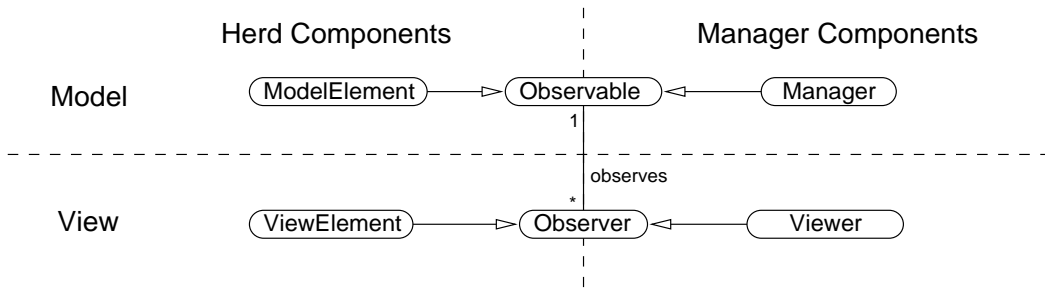 Herd Components Manager Components
Model ModelElement Observable Manager
1
observes
*
View ViewElement Observer Viewer